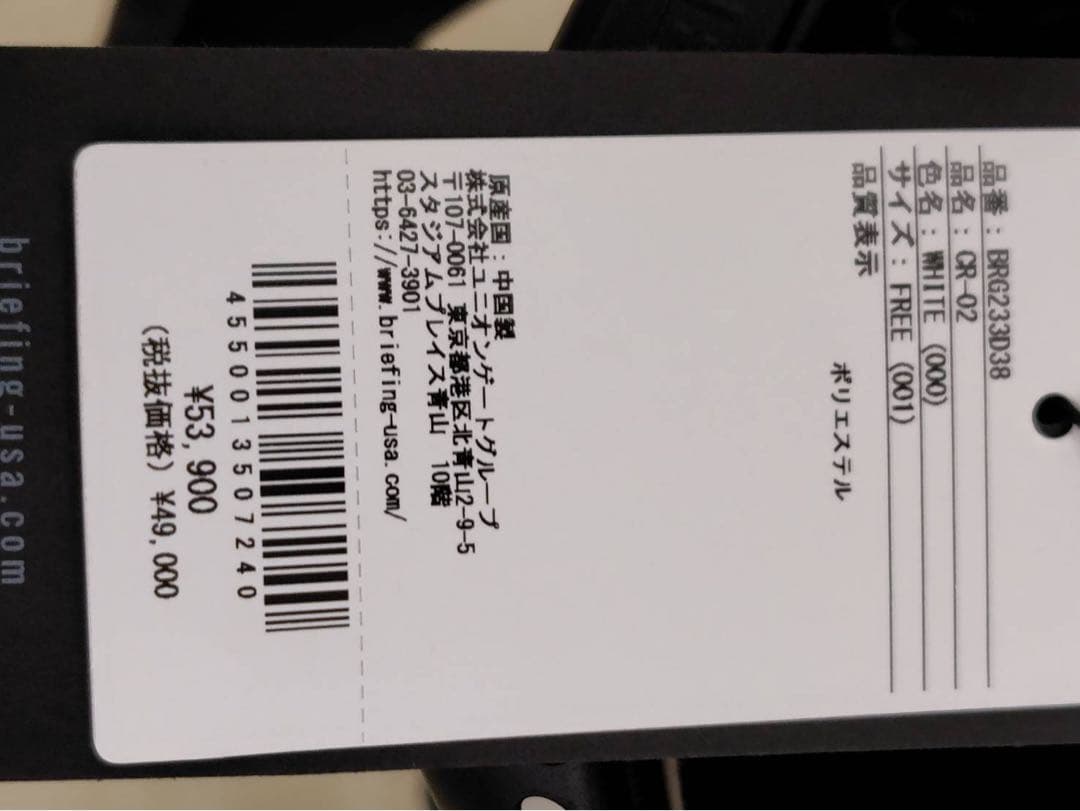 品番：BRG233D38
品名：CR-02
色名：WHITE (000)
サイズ：FREE (001)
品質表示
ポリエステル
原産国：中国製
株式会社ユニオンゲートグループ
〒107-0061 東京都港区北青山2-9-5
スタジアムプレイス青山 10階
03-6427-3901
https://www.briefing-usa.com/
4550013507240
¥53,900
(税抜価格) ¥49,000
briefing-usa.com